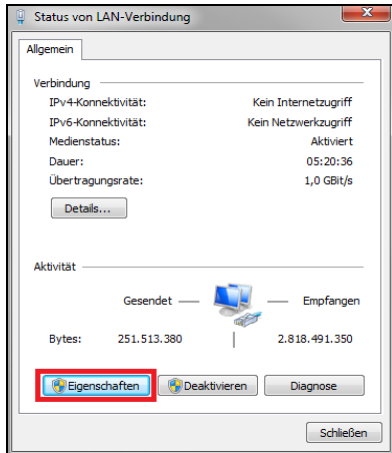 Status von LAN-Verbindung
Allgemein
Verbindung
IPv4-Konnektivität: Kein Internetzugriff
IPv6-Konnektivität: Kein Netzwerkzugriff
Medienstatus: Aktiviert
Dauer: 05:20:36
Übertragungsrate: 1,0 GBit/s
Details...
Aktivität
Gesendet Empfangen
Bytes: 251.513.380 2.818.491.350
Eigenschaften Deaktivieren Diagnose
Schließen